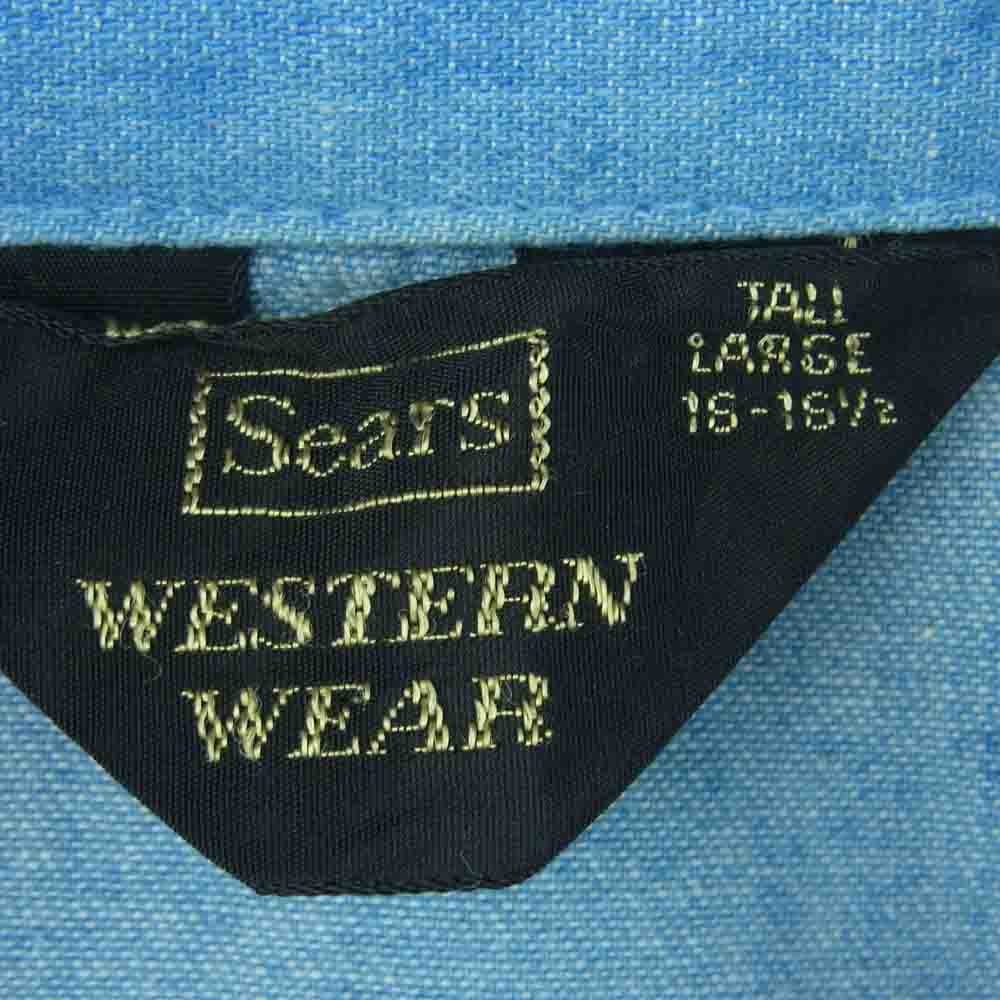 TALL
LARGE
16-16½
Sears
WESTERN
WEAR